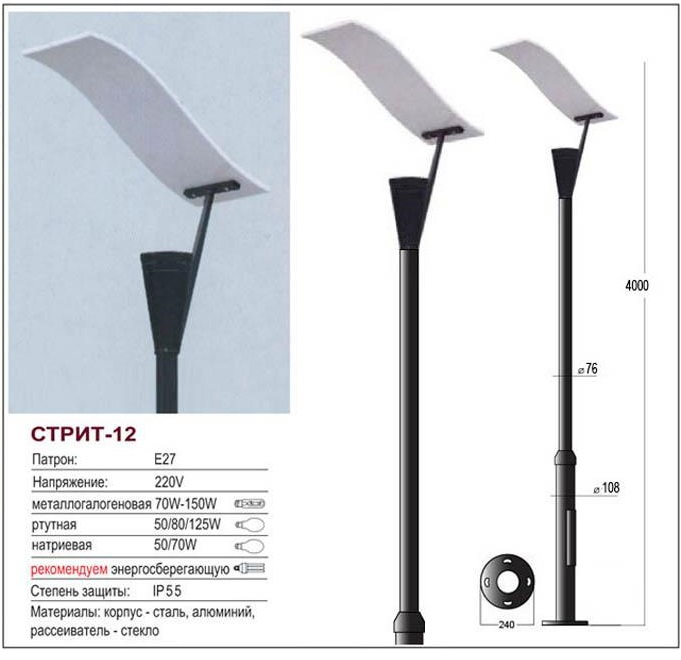 СТРИТ-12
Патрон: E27
Напряжение: 220V
металлогалогеновая 70W-150W
ртутная 50/80/125W
натриевая 50/70W
рекомендуем энергосберегающую
Степень защиты: IP55
Материалы: корпус - сталь, алюминий,
рассеиватель - стекло
4000
⌀76
⌀108
240